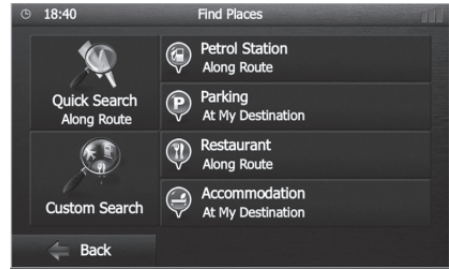 18:40 Find Places
Quick Search
Along Route
Custom Search
Petrol Station
Along Route
P
Parking
At My Destination
Restaurant
Along Route
Accommodation
At My Destination
Back